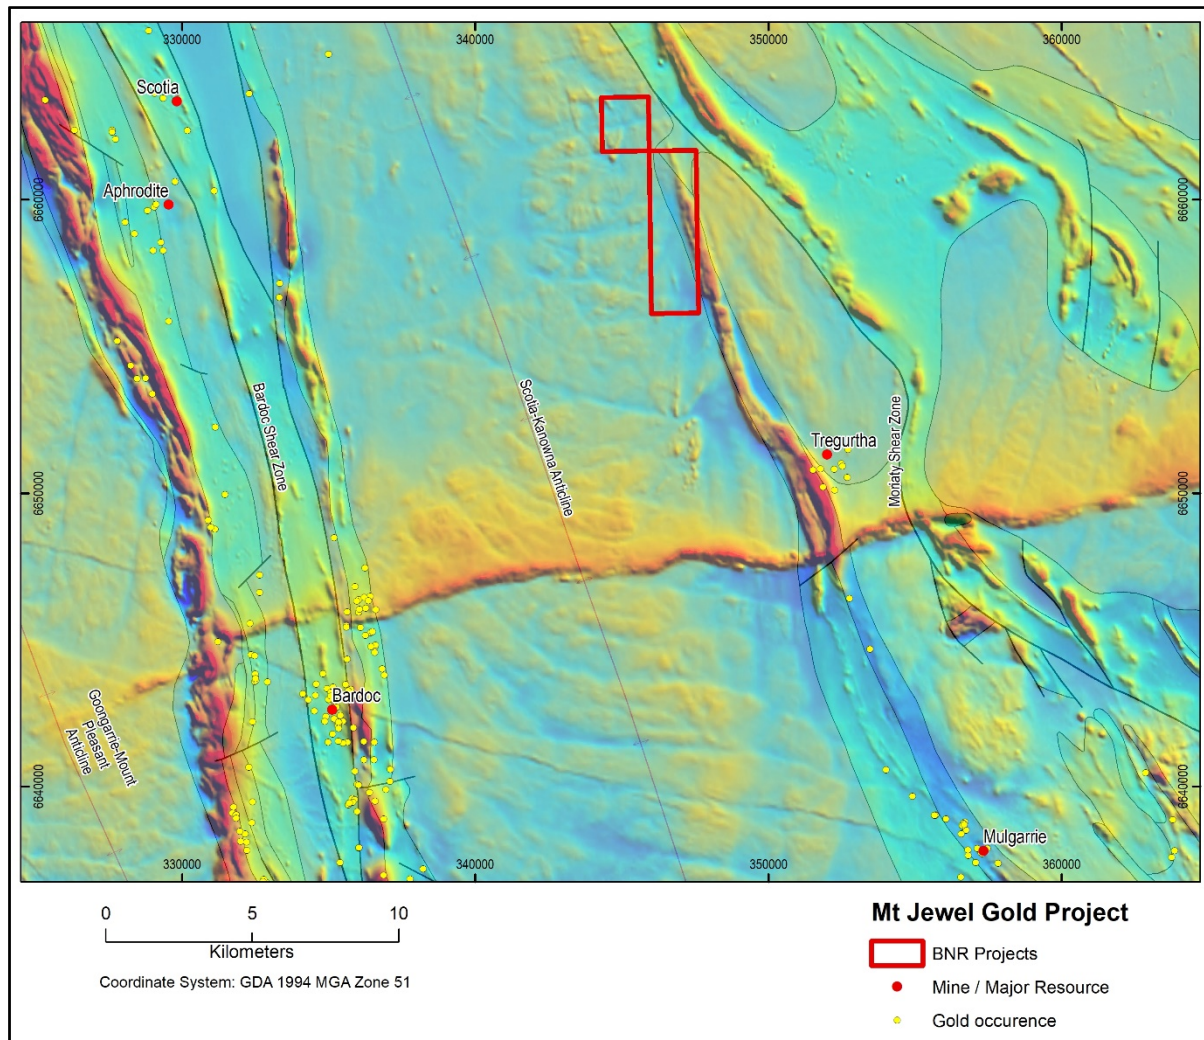 330000
340000
350000
360000
Scotia
Aphrodite
6660000
6660000
Bardoc Shear Zone
Scotia-Kanowna Anticline
Tregurtha
Moriaty Shear Zone
6650000
6650000
Bardoc
Goongarrie-Mount
Pleasant
Anticline
6640000
6640000
Mulgarrie
330000
340000
350000
360000
0
5
10
Kilometers
Coordinate System: GDA 1994 MGA Zone 51
Mt Jewel Gold Project
BNR Projects
Mine / Major Resource
Gold occurence